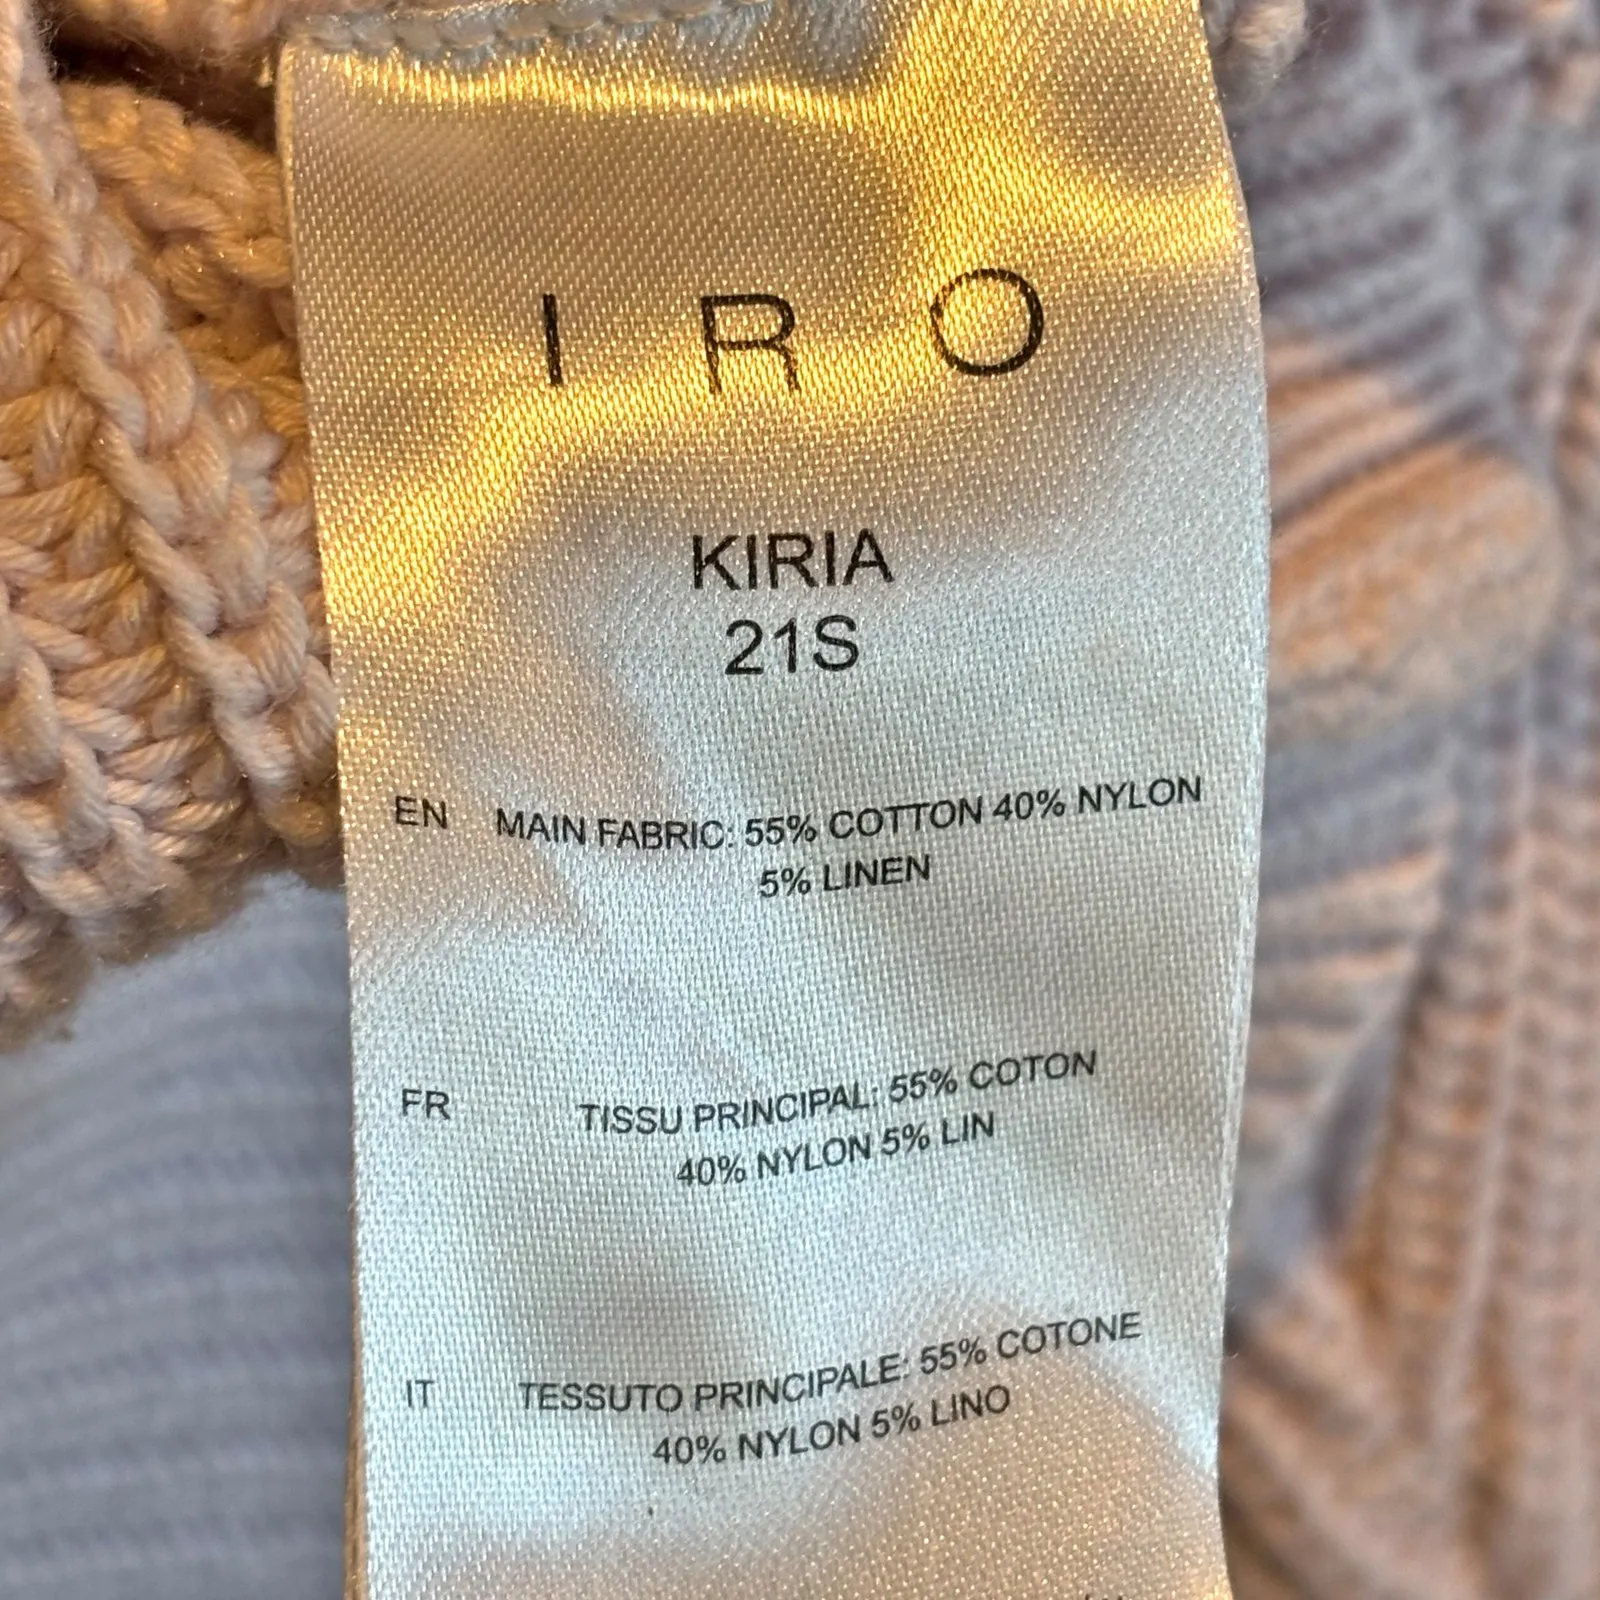 IRO
KIRIA
21S
EN MAIN FABRIC: 55% COTTON 40% NYLON
5% LINEN
FR TISSU PRINCIPAL: 55% COTON
40% NYLON 5% LIN
IT TESSUTO PRINCIPALE: 55% COTONE
40% NYLON 5% LINO